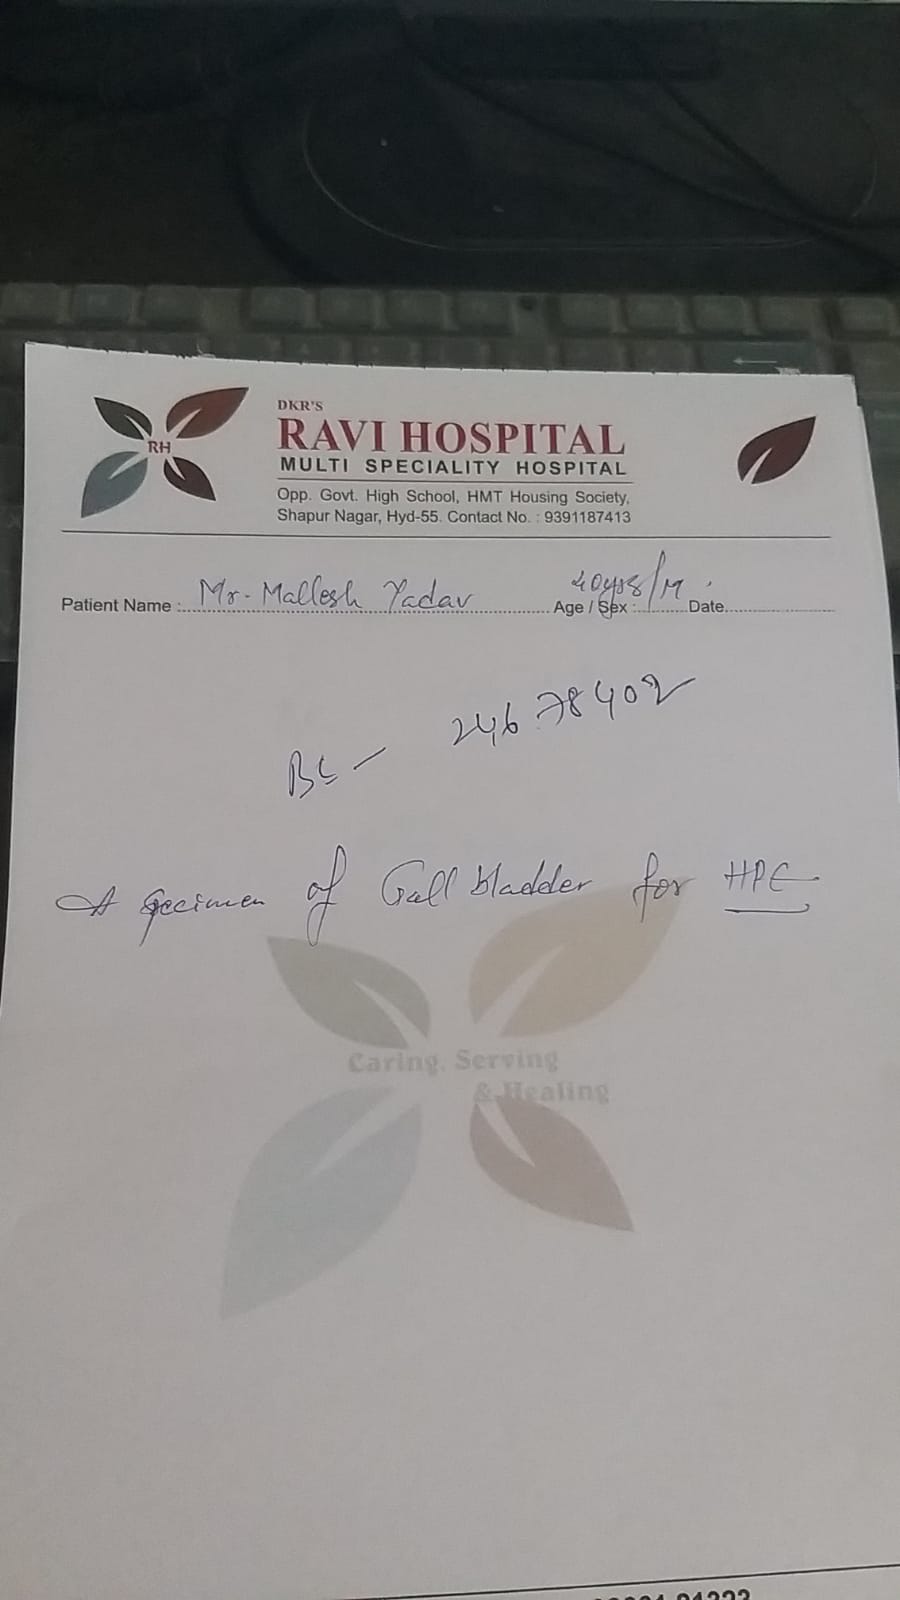 RH
DKR'S
RAVI HOSPITAL
MULTI SPECIALITY HOSPITAL
Opp. Govt. High School, HMT Housing Society,
Shapur Nagar, Hyd-55. Contact No. : 9391187413
Patient Name : Mr. Mallesh Yadav Age / Sex : 40yrs/M Date
24678402
A Specimen of Gall bladder for HPE
Caring, Serving
& Healing